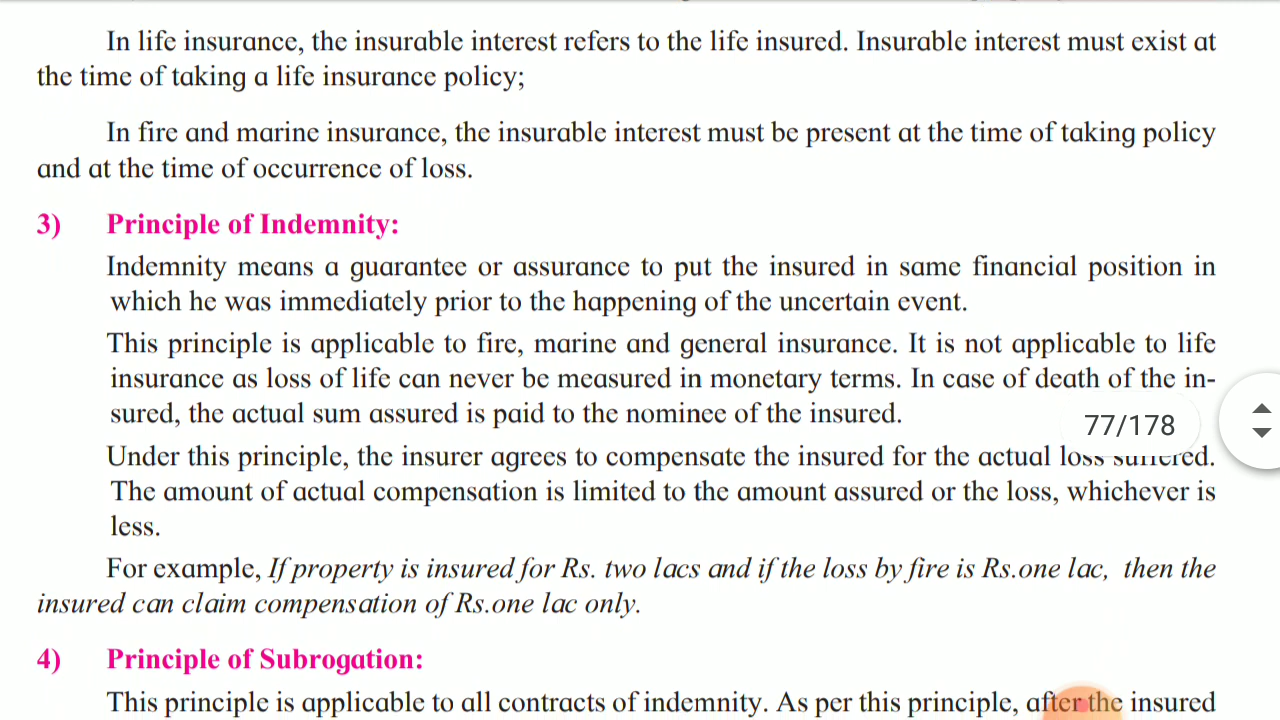 In life insurance, the insurable interest refers to the life insured. Insurable interest must exist at
the time of taking a life insurance policy;
In fire and marine insurance, the insurable interest must be present at the time of taking policy
and at the time of occurrence of loss.
3) Principle of Indemnity:
Indemnity means a guarantee or assurance to put the insured in same financial position in
which he was immediately prior to the happening of the uncertain event.
This principle is applicable to fire, marine and general insurance. It is not applicable to life
insurance as loss of life can never be measured in monetary terms. In case of death of the in-
sured, the actual sum assured is paid to the nominee of the insured.
77/178
Under this principle, the insurer agrees to compensate the insured for the actual loss suffered.
The amount of actual compensation is limited to the amount assured or the loss, whichever is
less.
For example, If property is insured for Rs. two lacs and if the loss by fire is Rs.one lac, then the
insured can claim compensation of Rs.one lac only.
4) Principle of Subrogation:
This principle is applicable to all contracts of indemnity. As per this principle, after the insured